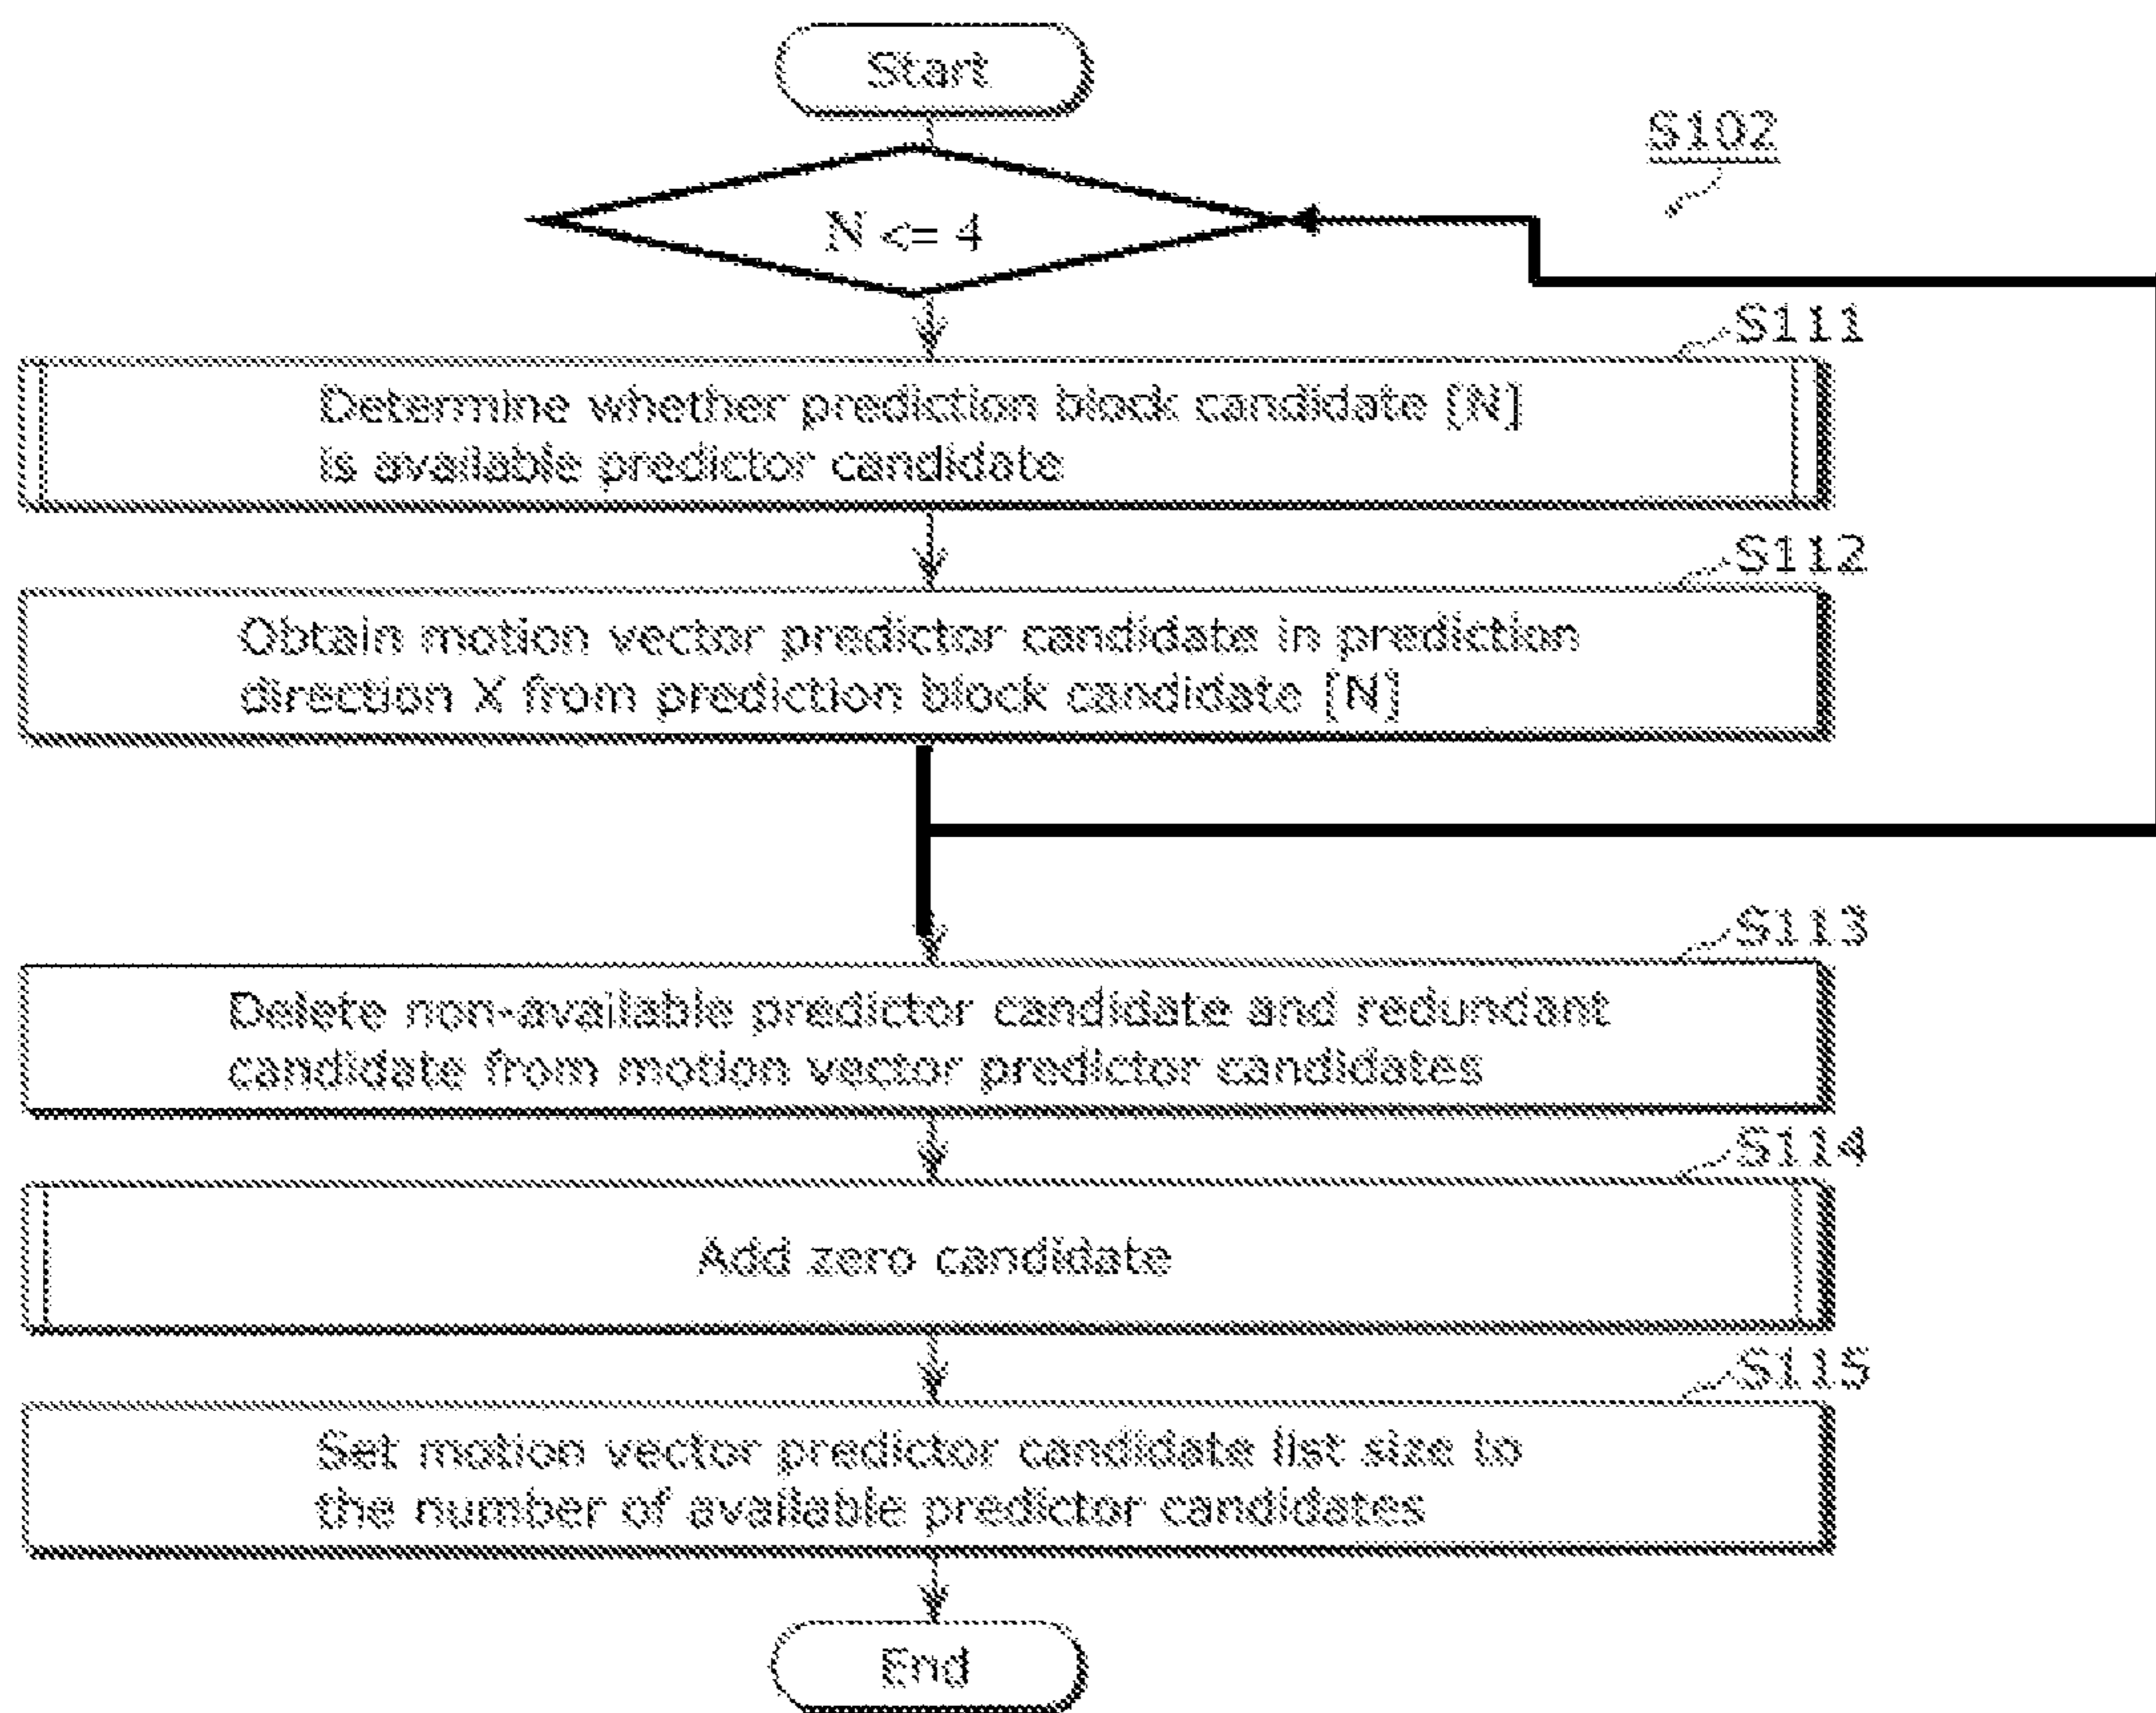 Start
S102
N <= 4
S111
Determine whether prediction block candidate [N]
is available predictor candidate
S112
Obtain motion vector predictor candidate in prediction
direction X from prediction block candidate [N]
S113
Delete non-available predictor candidate and redundant
candidate from motion vector predictor candidates
S114
Add zero candidate
S115
Set motion vector predictor candidate list size to
the number of available predictor candidates
End